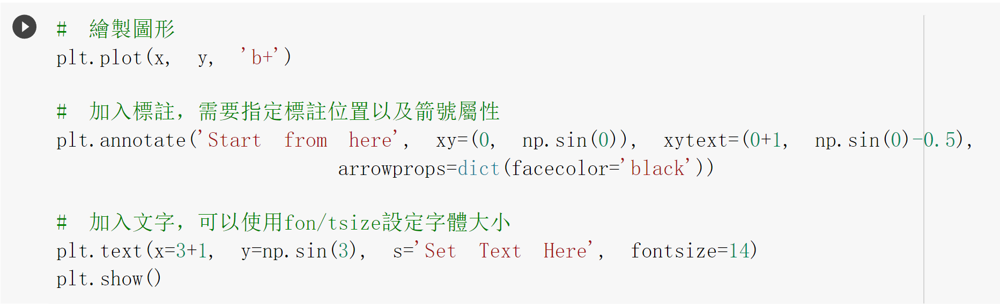 # 繪製圖形
plt.plot(x, y, 'b+')
# 加入標註，需要指定標註位置以及箭號屬性
plt.annotate('Start from here', xy=(0, np.sin(0)), xytext=(0+1, np.sin(0)-0.5),
arrowprops=dict(facecolor='black'))
# 加入文字，可以使用fon/tsize設定字體大小
plt.text(x=3+1, y=np.sin(3), s='Set Text Here', fontsize=14)
plt.show()